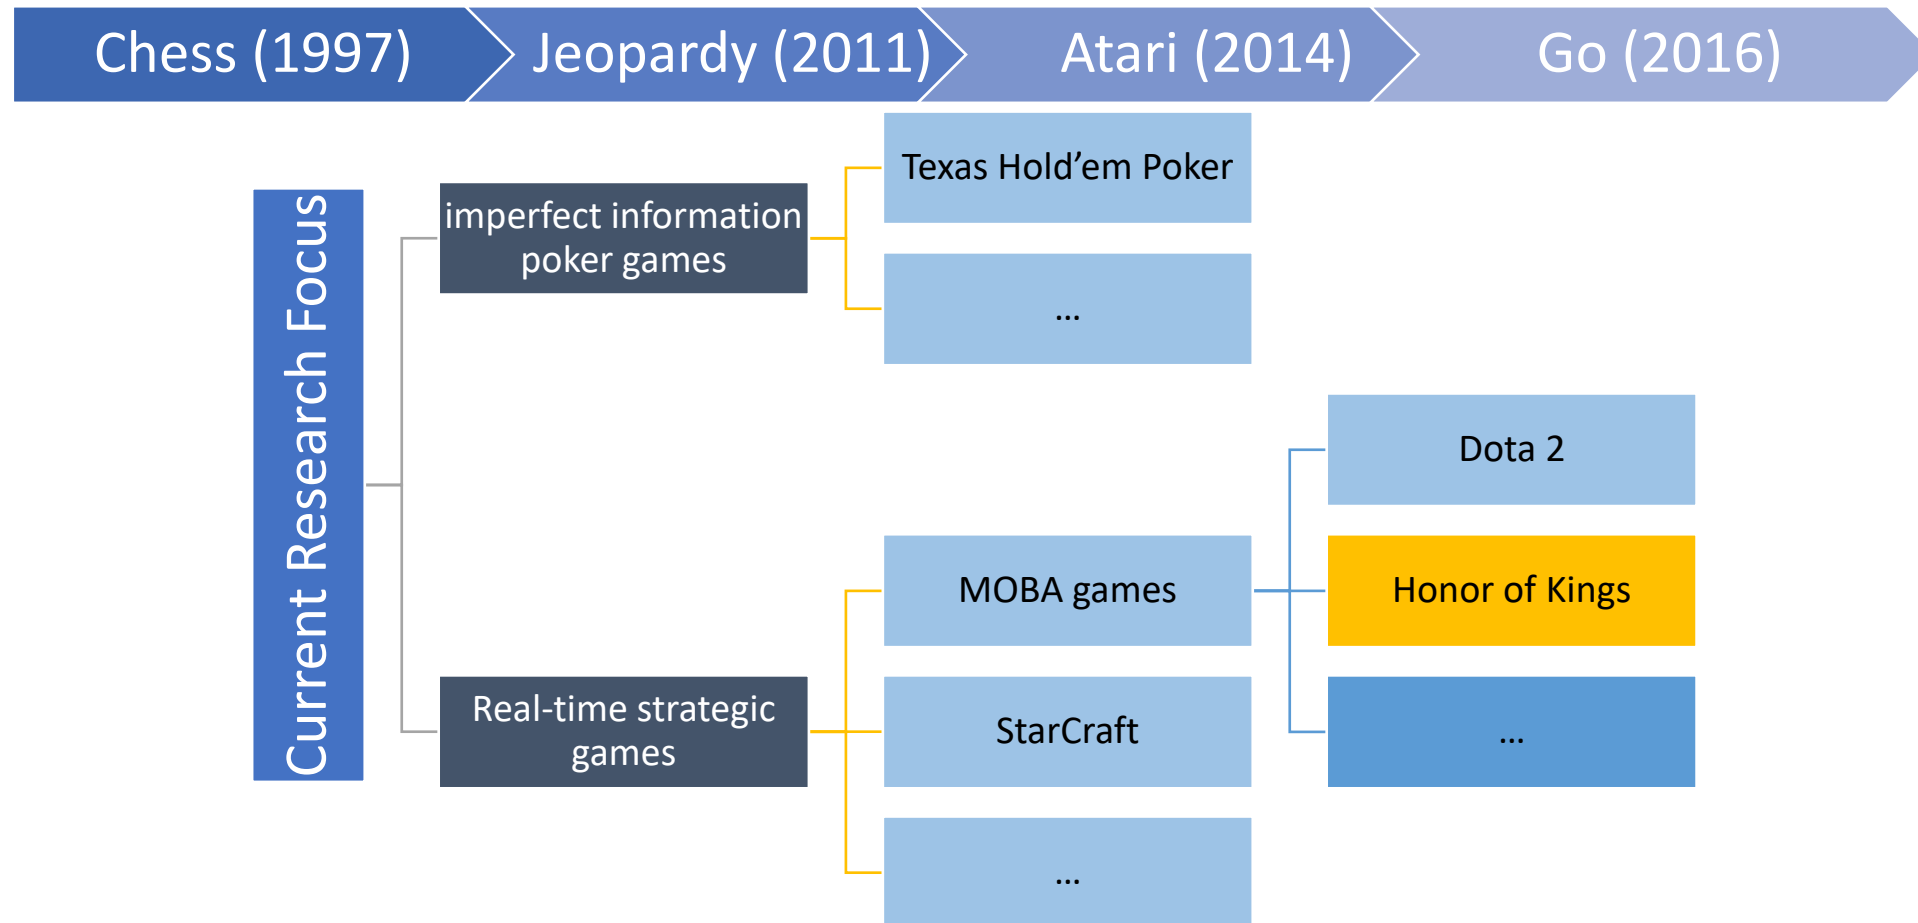 Chess (1997)
Jeopardy (2011)
Atari (2014)
Go (2016)
Current Research Focus
imperfect information
poker games
Texas Hold’em Poker
...
Real-time strategic
games
MOBA games
StarCraft
...
Dota 2
Honor of Kings
...